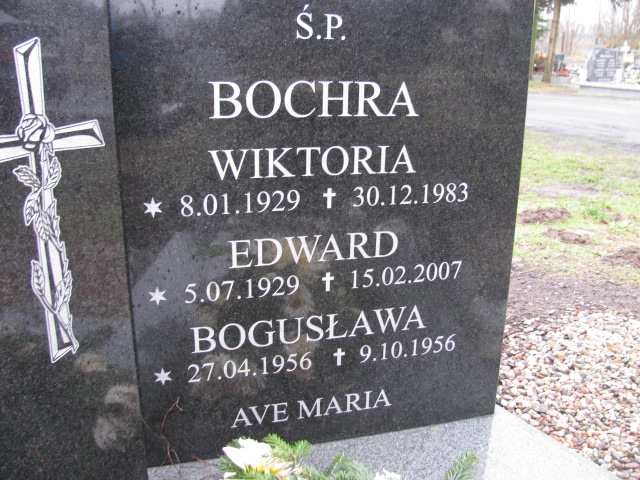 Ś.P.
BOCHRA
WIKTORIA
✶ 8.01.1929 ✝ 30.12.1983
EDWARD
✶ 5.07.1929 ✝ 15.02.2007
BOGUSŁAWA
✶ 27.04.1956 ✝ 9.10.1956
AVE MARIA